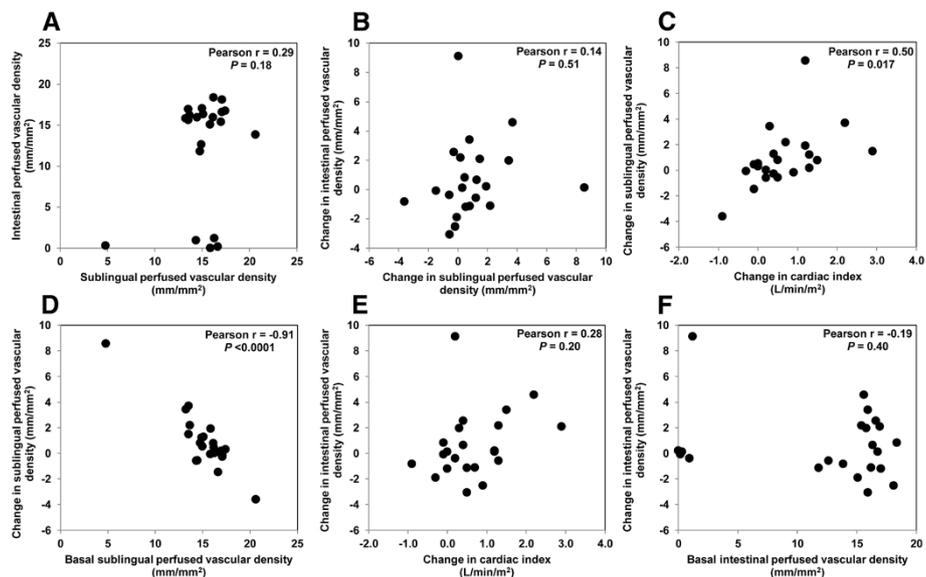 A
Pearson r = 0.29
P = 0.18
Intestinal perfused vascular density
(mm/mm²)
25
20
15
10
5
0
0 5 10 15 20 25
Sublingual perfused vascular density
(mm/mm²)
B
Pearson r = 0.14
P = 0.51
Change in intestinal perfused vascular
density (mm/mm²)
10
8
6
4
2
0
-2
-4
-6 -4 -2 0 2 4 6 8 10
Change in sublingual perfused vascular
density (mm/mm²)
C
Pearson r = 0.50
P = 0.017
Change in sublingual perfused vascular
density (mm/mm²)
10
8
6
4
2
0
-2
-4
-6
-2.0 -1.0 0.0 1.0 2.0 3.0 4.0
Change in cardiac index
(L/min/m²)
D
Pearson r = -0.91
P <0.0001
Change in sublingual perfused vascular
density (mm/mm²)
10
8
6
4
2
0
-2
-4
-6
0 5 10 15 20 25
Basal sublingual perfused vascular density
(mm/mm²)
E
Pearson r = 0.28
P = 0.20
Change in intestinal perfused vascular
density (mm/mm²)
10
8
6
4
2
0
-2
-4
-6
-2.0 -1.0 0.0 1.0 2.0 3.0 4.0
Change in cardiac index
(L/min/m²)
F
Pearson r = -0.19
P = 0.40
Change in intestinal perfused vascular
density (mm/mm²)
10
8
6
4
2
0
-2
-4
-6
0 10 20
Basal intestinal perfused vascular density
(mm/mm²)